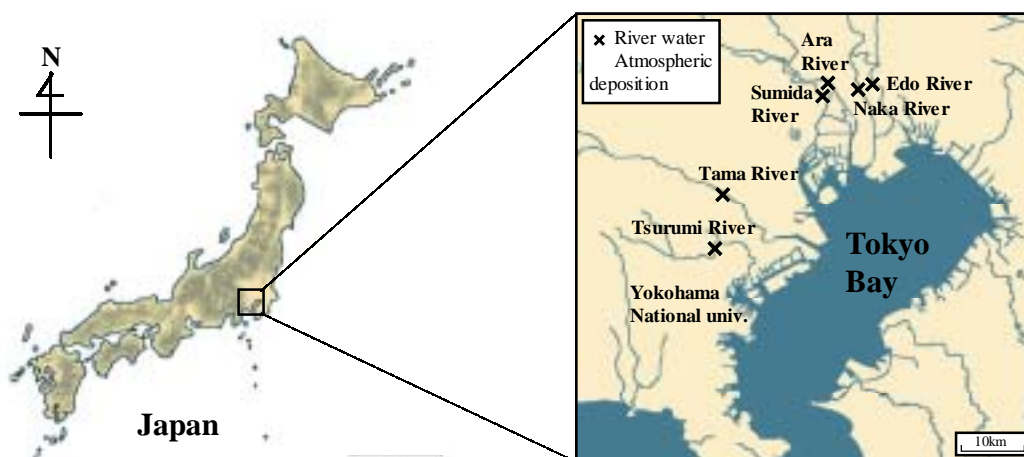 N
Japan
River water
Atmospheric
deposition
Ara
River
Sumida
River
Edo River
Naka River
Tama River
Tsurumi River
Yokohama
National univ.
Tokyo
Bay
10km